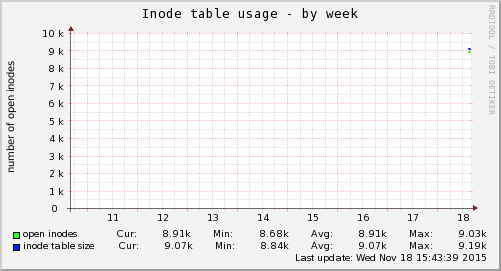 Inode table usage - by week
RRDTOOL / TOBI OETIKER
number of open inodes
10 k
9 k
8 k
7 k
6 k
5 k
4 k
3 k
2 k
1 k
0
11 12 13 14 15 16 17 18
open inodes Cur: 8.91k Min: 8.68k Avg: 8.91k Max: 9.03k
inode table size Cur: 9.07k Min: 8.84k Avg: 9.07k Max: 9.19k
Last update: Wed Nov 18 15:43:39 2015